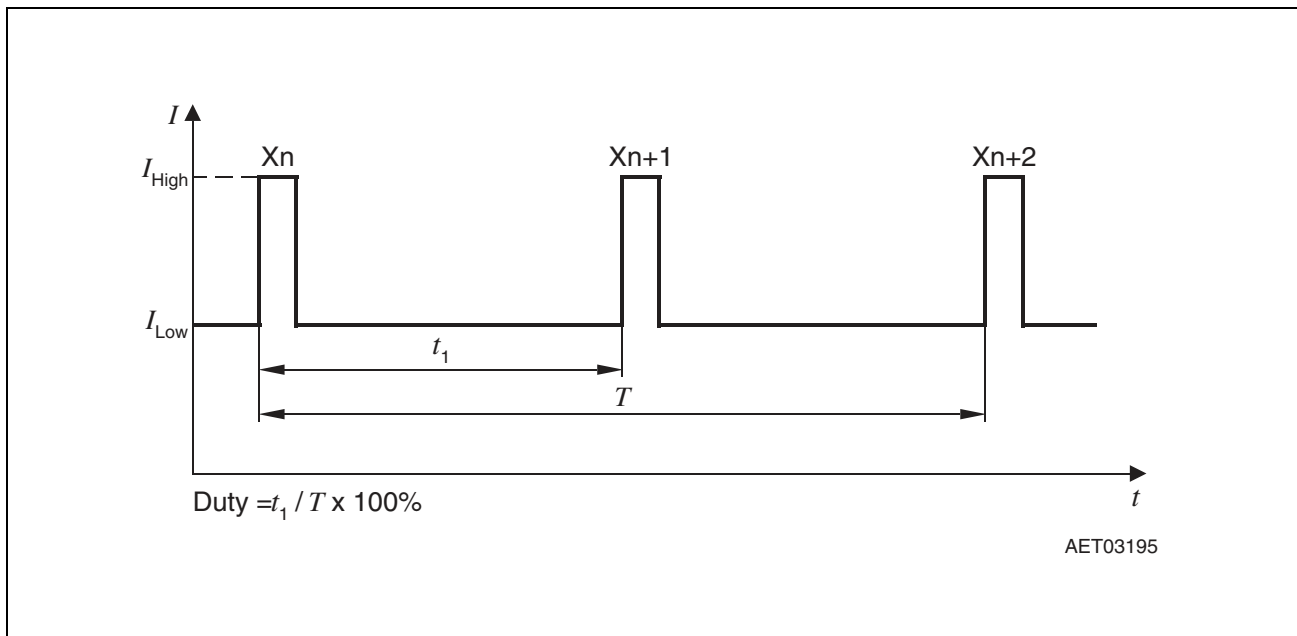 I
Xn
Xn+1
Xn+2
I_High
I_Low
t_1
T
Duty =t_1 / T x 100%
t
AET03195